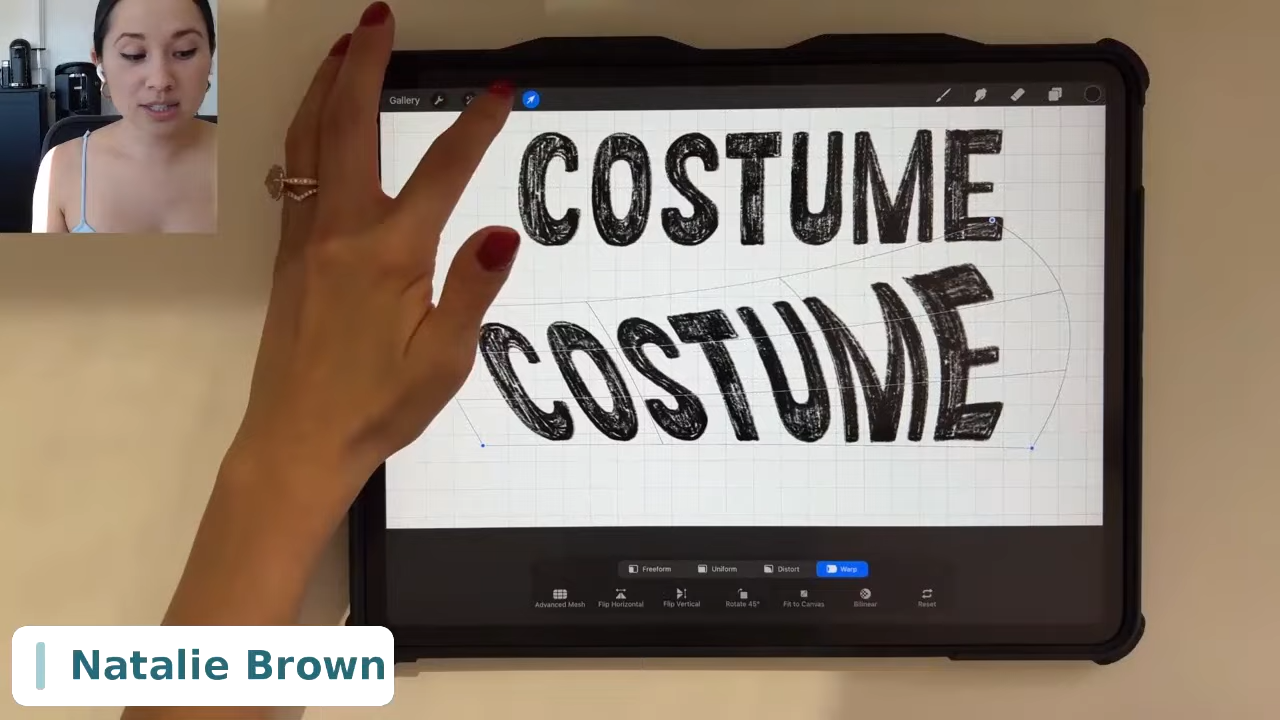 Gallery
COSTUME
COSTUME
Freeform Uniform Distort Warp
Advanced Mesh Flip Horizontal Flip Vertical Rotate 45° Fit to Canvas Bilinear Reset
Natalie Brown